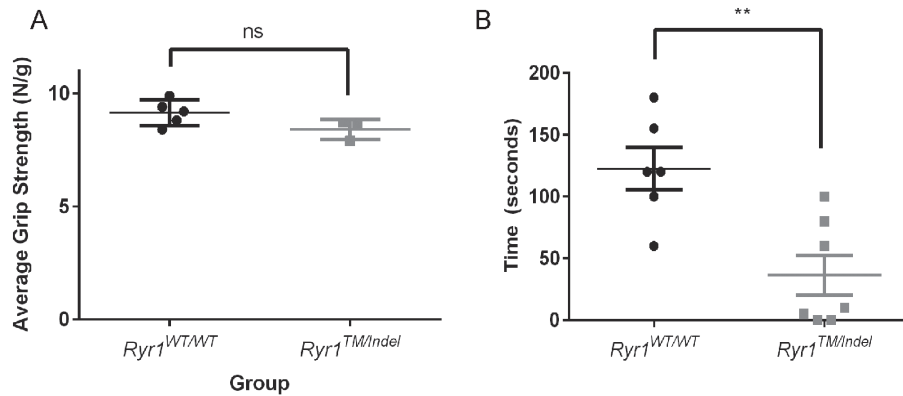 A
ns
Average Grip Strength (N/g)
10
5
0
Ryr1WT/WT
Ryr1TM/Indel
Group
B
**
Time (seconds)
200
150
100
50
0
Ryr1WT/WT
Ryr1TM/Indel